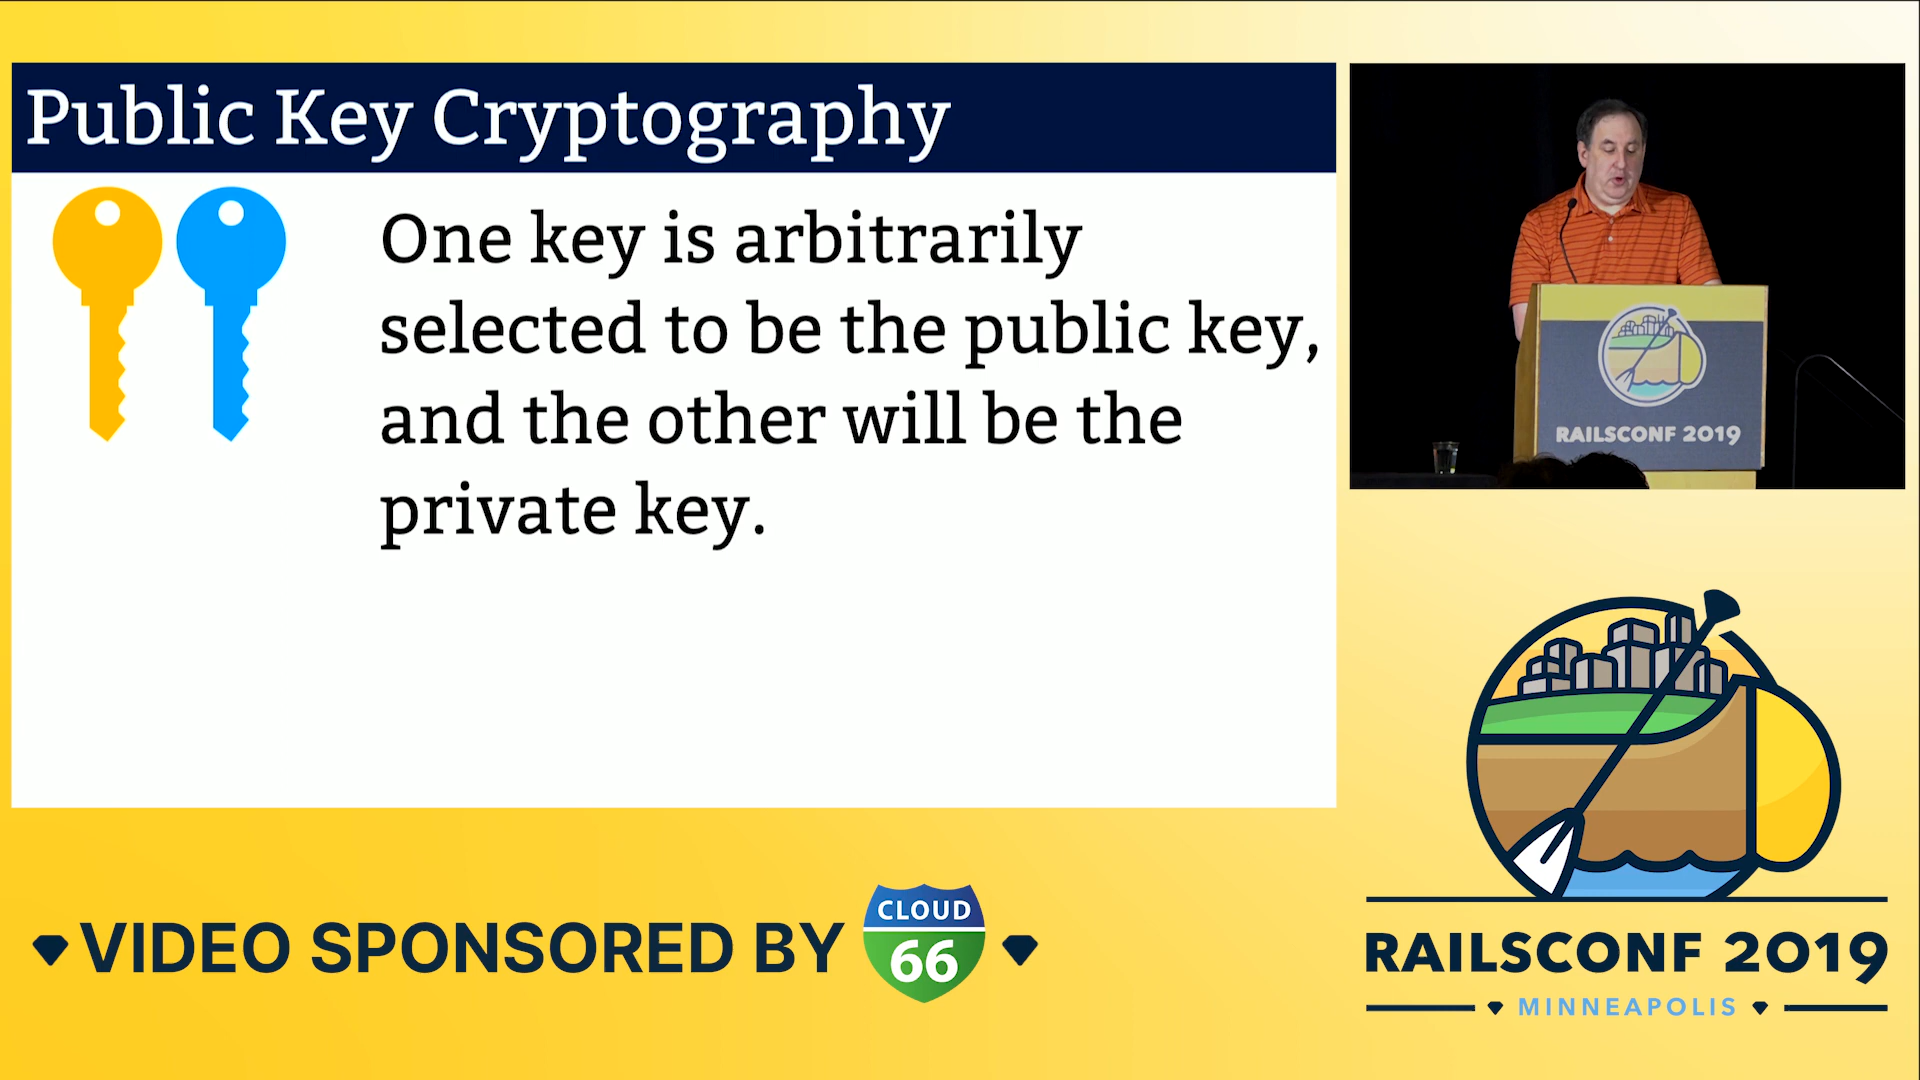 Public Key Cryptography
One key is arbitrarily
selected to be the public key,
and the other will be the
private key.
RAILSCONF 2019
VIDEO SPONSORED BY
CLOUD
66
RAILSCONF 2019
MINNEAPOLIS